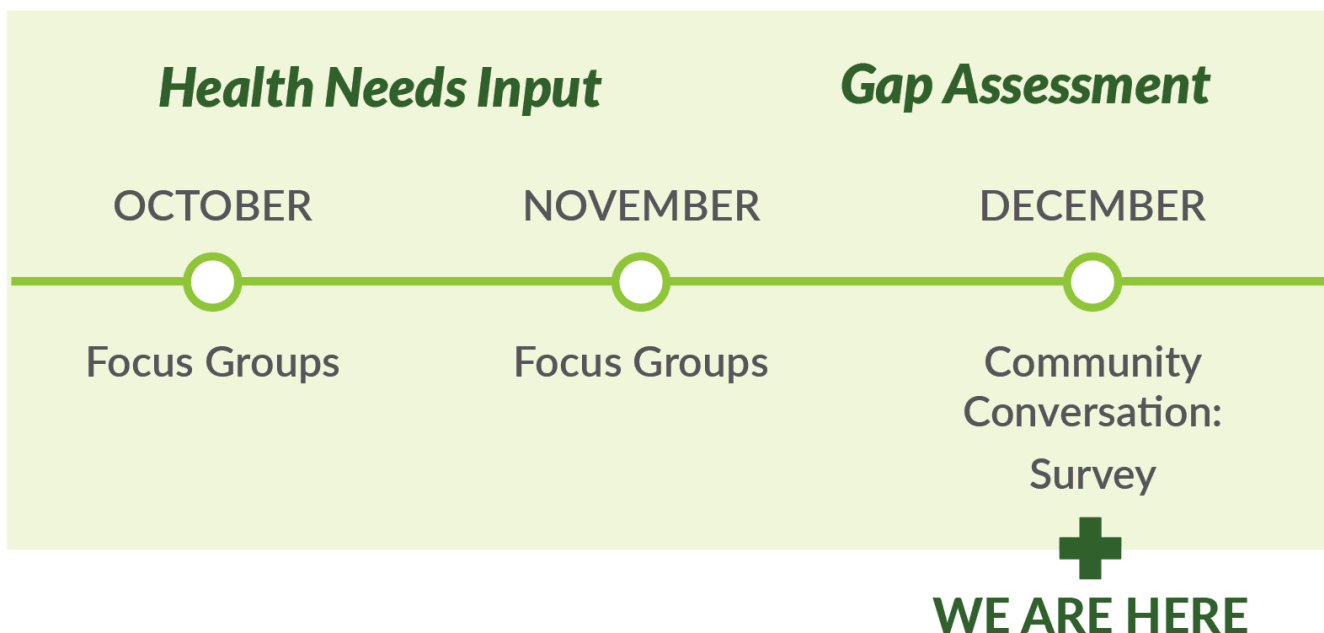 Health Needs Input
Gap Assessment
OCTOBER
NOVEMBER
DECEMBER
Focus Groups
Focus Groups
Community
Conversation:
Survey
WE ARE HERE